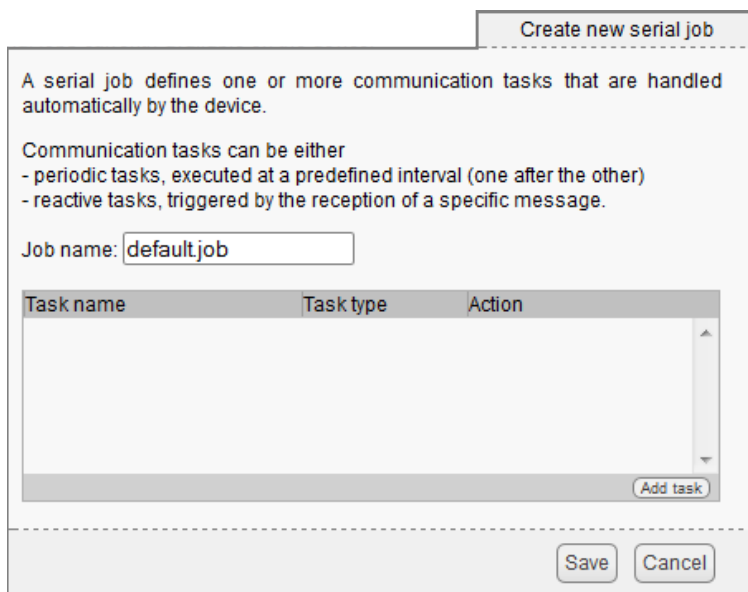 Create new serial job
A serial job defines one or more communication tasks that are handled
automatically by the device.
Communication tasks can be either
- periodic tasks, executed at a predefined interval (one after the other)
- reactive tasks, triggered by the reception of a specific message.
Job name: default.job
Task name Task type Action
Add task
Save Cancel